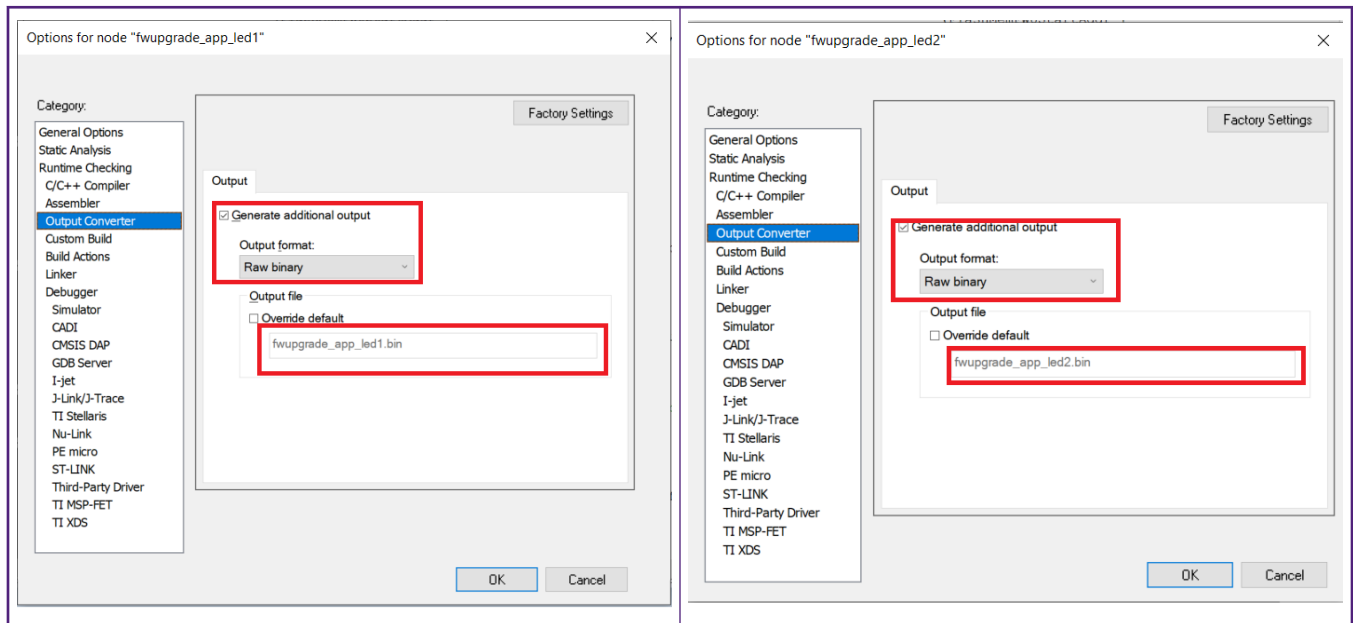 Options for node "fwupgrade_app_led1"
Category:
Factory Settings
General Options
Static Analysis
Runtime Checking
C/C++ Compiler
Assembler
Output Converter
Custom Build
Build Actions
Linker
Debugger
Simulator
CADI
CMSIS DAP
GDB Server
I-jet
J-Link/J-Trace
TI Stellaris
Nu-Link
PE micro
ST-LINK
Third-Party Driver
TI MSP-FET
TI XDS
Output
Generate additional output
Output format:
Raw binary
Output file
Override default
fwupgrade_app_led1.bin
OK Cancel
Options for node "fwupgrade_app_led2"
Category:
Factory Settings
General Options
Static Analysis
Runtime Checking
C/C++ Compiler
Assembler
Output Converter
Custom Build
Build Actions
Linker
Debugger
Simulator
CADI
CMSIS DAP
GDB Server
I-jet
J-Link/J-Trace
TI Stellaris
Nu-Link
PE micro
ST-LINK
Third-Party Driver
TI MSP-FET
TI XDS
Output
Generate additional output
Output format:
Raw binary
Output file
Override default
fwupgrade_app_led2.bin
OK Cancel